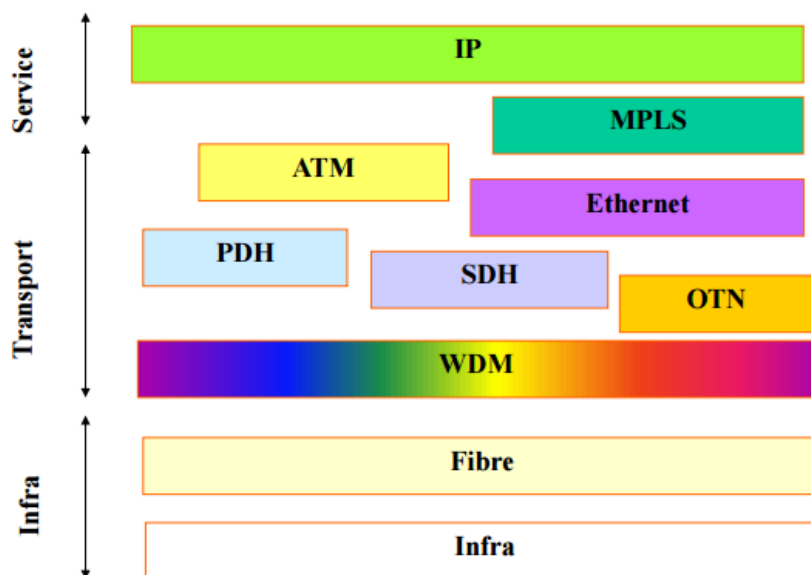 Service
IP
MPLS
Transport
ATM
Ethernet
PDH
SDH
OTN
WDM
Infra
Fibre
Infra